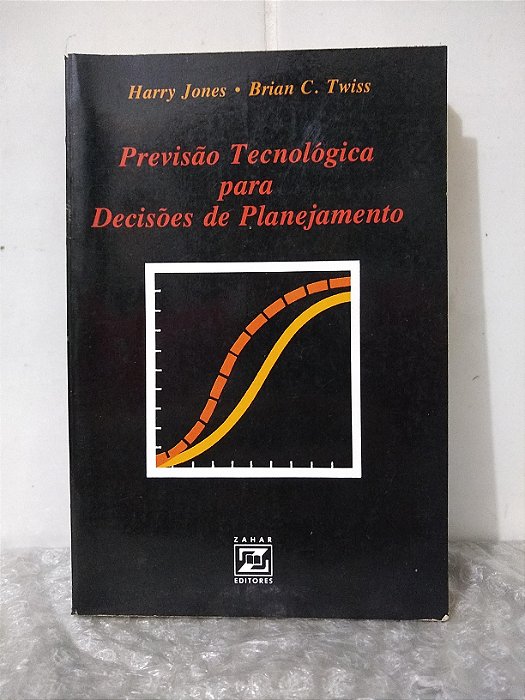 Harry Jones • Brian C. Twiss
Previsão Tecnológica
para
Decisões de Planejamento
ZAHAR
EDITORES